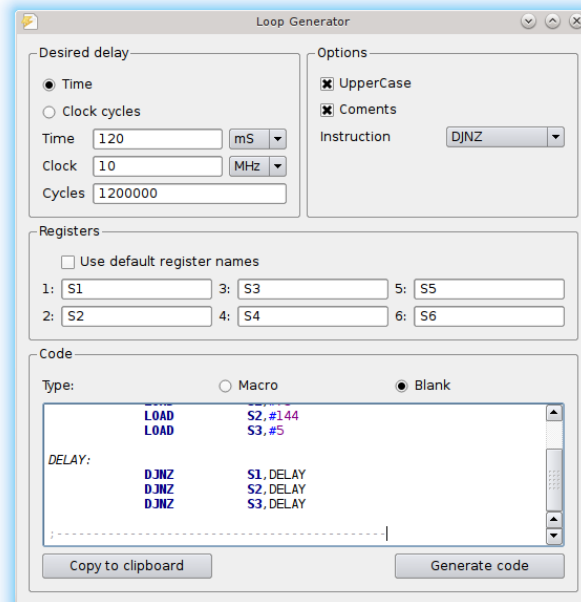 Loop Generator
Desired delay
Time
Clock cycles
Time 120 mS
Clock 10 MHz
Cycles 1200000
Options
UpperCase
Coments
Instruction DJNZ
Registers
Use default register names
1: S1 3: S3 5: S5
2: S2 4: S4 6: S6
Code
Type: Macro Blank
LOAD S2,#144
LOAD S3,#5
DELAY:
DJNZ S1,DELAY
DJNZ S2,DELAY
DJNZ S3,DELAY
;---------------------------------------------
Copy to clipboard Generate code